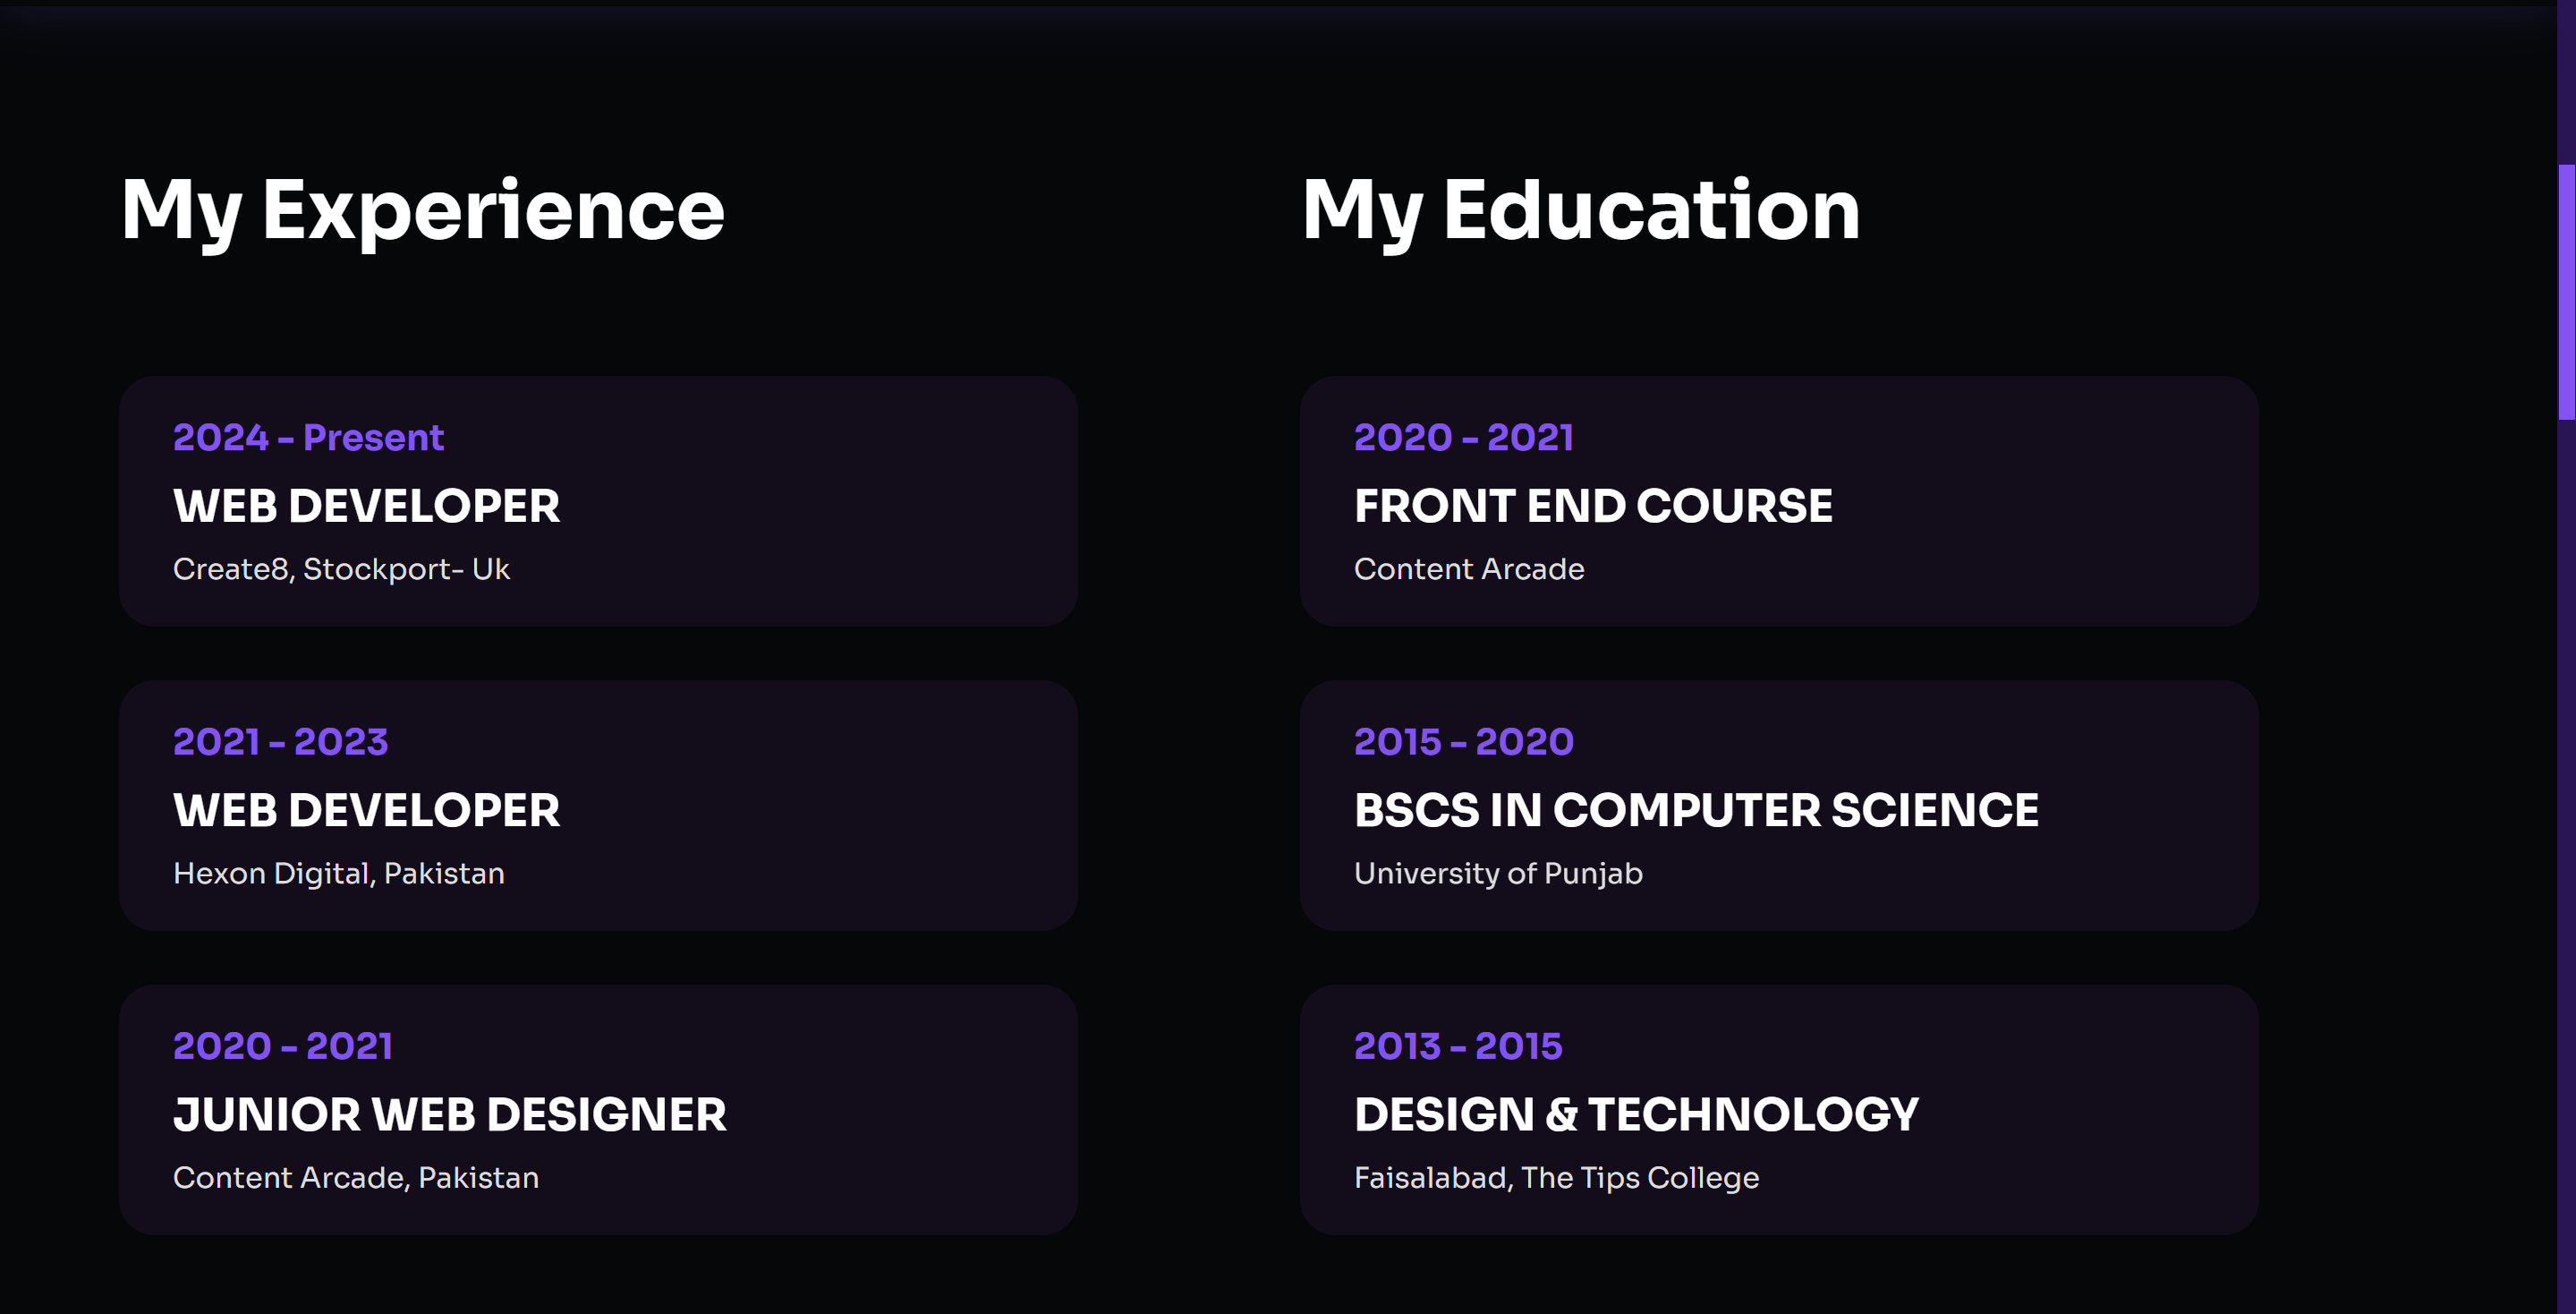 My Experience
2024 - Present
WEB DEVELOPER
Create8, Stockport- Uk
2021 - 2023
WEB DEVELOPER
Hexon Digital, Pakistan
2020 - 2021
JUNIOR WEB DESIGNER
Content Arcade, Pakistan
My Education
2020 - 2021
FRONT END COURSE
Content Arcade
2015 - 2020
BSCS IN COMPUTER SCIENCE
University of Punjab
2013 - 2015
DESIGN & TECHNOLOGY
Faisalabad, The Tips College